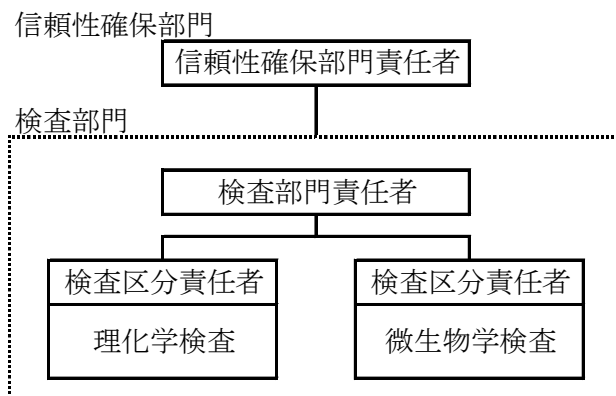 信頼性確保部門
信頼性確保部門責任者
検査部門
検査部門責任者
検査区分責任者
理化学検査
検査区分責任者
微生物学検査